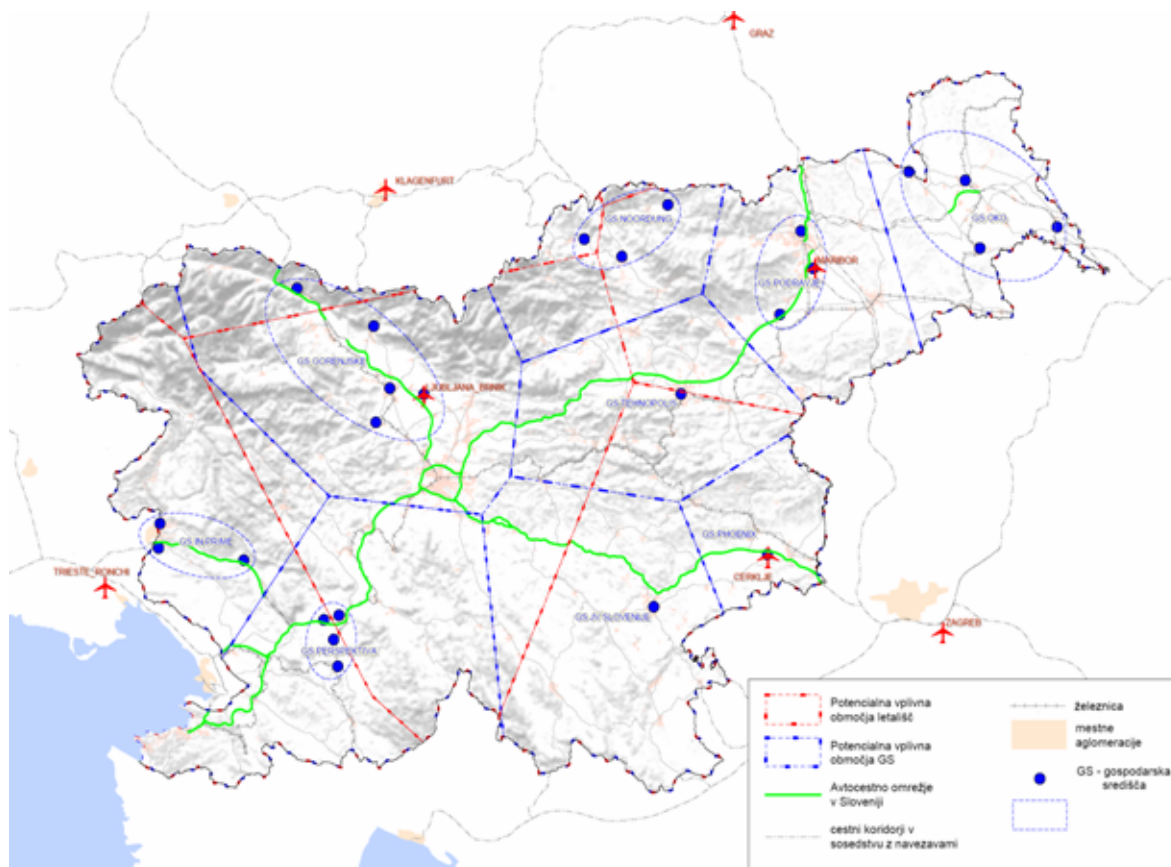 GRAZ
KLAGENFURT
GS NOORDUNG
GS OKO
MARIBOR
GS PODRAVJE
GS GORENJSKE
LJUBLJANA_BRNIK
GS TEHNOPOLIS
GS IN PRIME
GS PHOENIX
TRIESTE_RONCHI
CERKLJE
GS JV SLOVENIJE
ZAGREB
GS PERSPEKTIVA
Potencialna vplivna
območja letališč
Potencialna vplivna
območja GS
Avtocestno omrežje
v Sloveniji
cestni koridorji v
sosedstvu z navezavami
železnica
mestne
aglomeracije
GS - gospodarska
središča